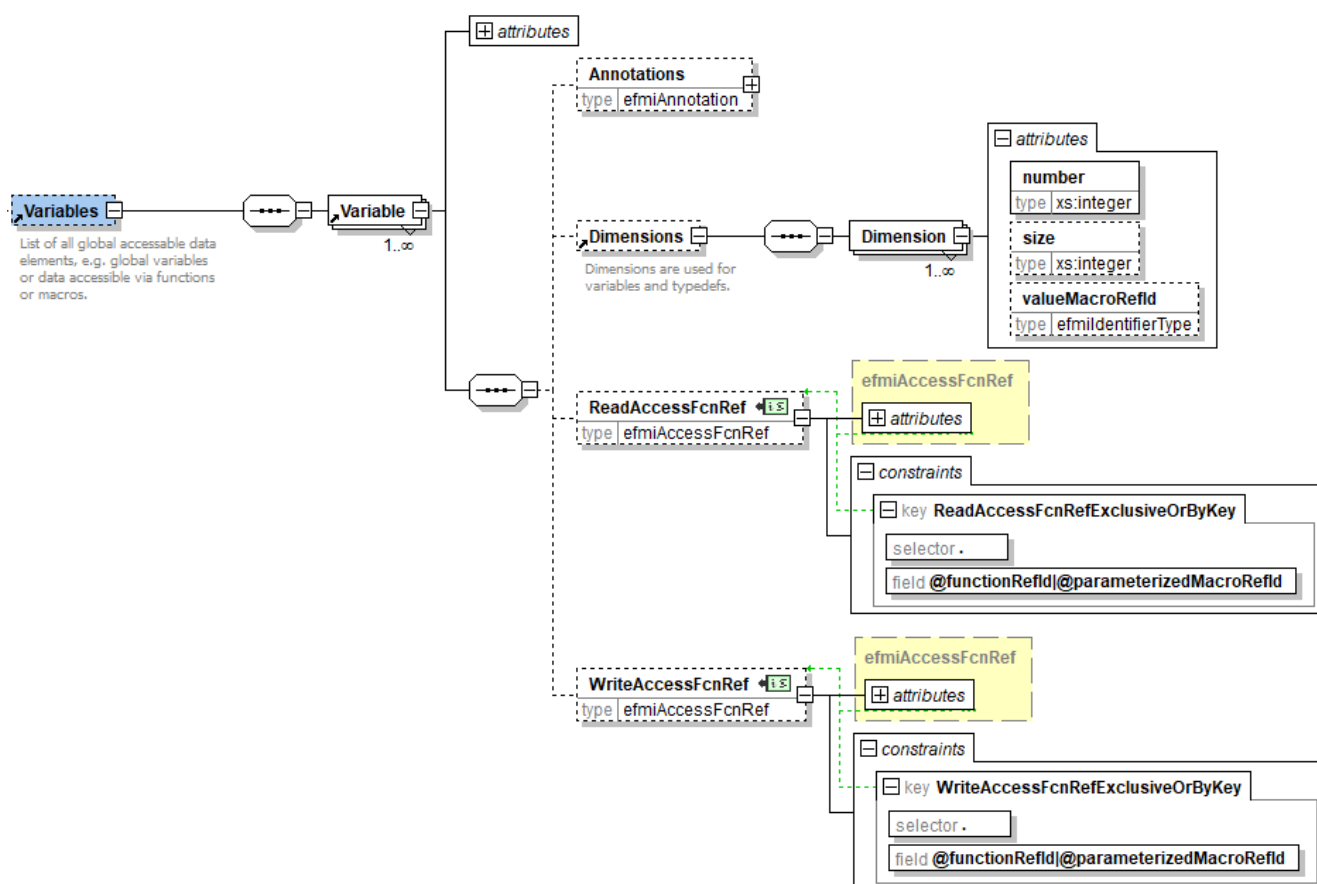 attributes
Annotations
type efmiAnnotation
Variables
List of all global accessable data
elements, e.g. global variables
or data accessible via functions
or macros.
Variable
1..∞
Dimensions
Dimensions are used for
variables and typedefs.
Dimension
1..∞
attributes
number
type xs:integer
size
type xs:integer
valueMacroRefId
type efmiIdentifierType
ReadAccessFcnRef
type efmiAccessFcnRef
efmiAccessFcnRef
attributes
constraints
key ReadAccessFcnRefExclusiveOrByKey
selector .
field @functionRefId|@parameterizedMacroRefId
WriteAccessFcnRef
type efmiAccessFcnRef
efmiAccessFcnRef
attributes
constraints
key WriteAccessFcnRefExclusiveOrByKey
selector .
field @functionRefId|@parameterizedMacroRefId